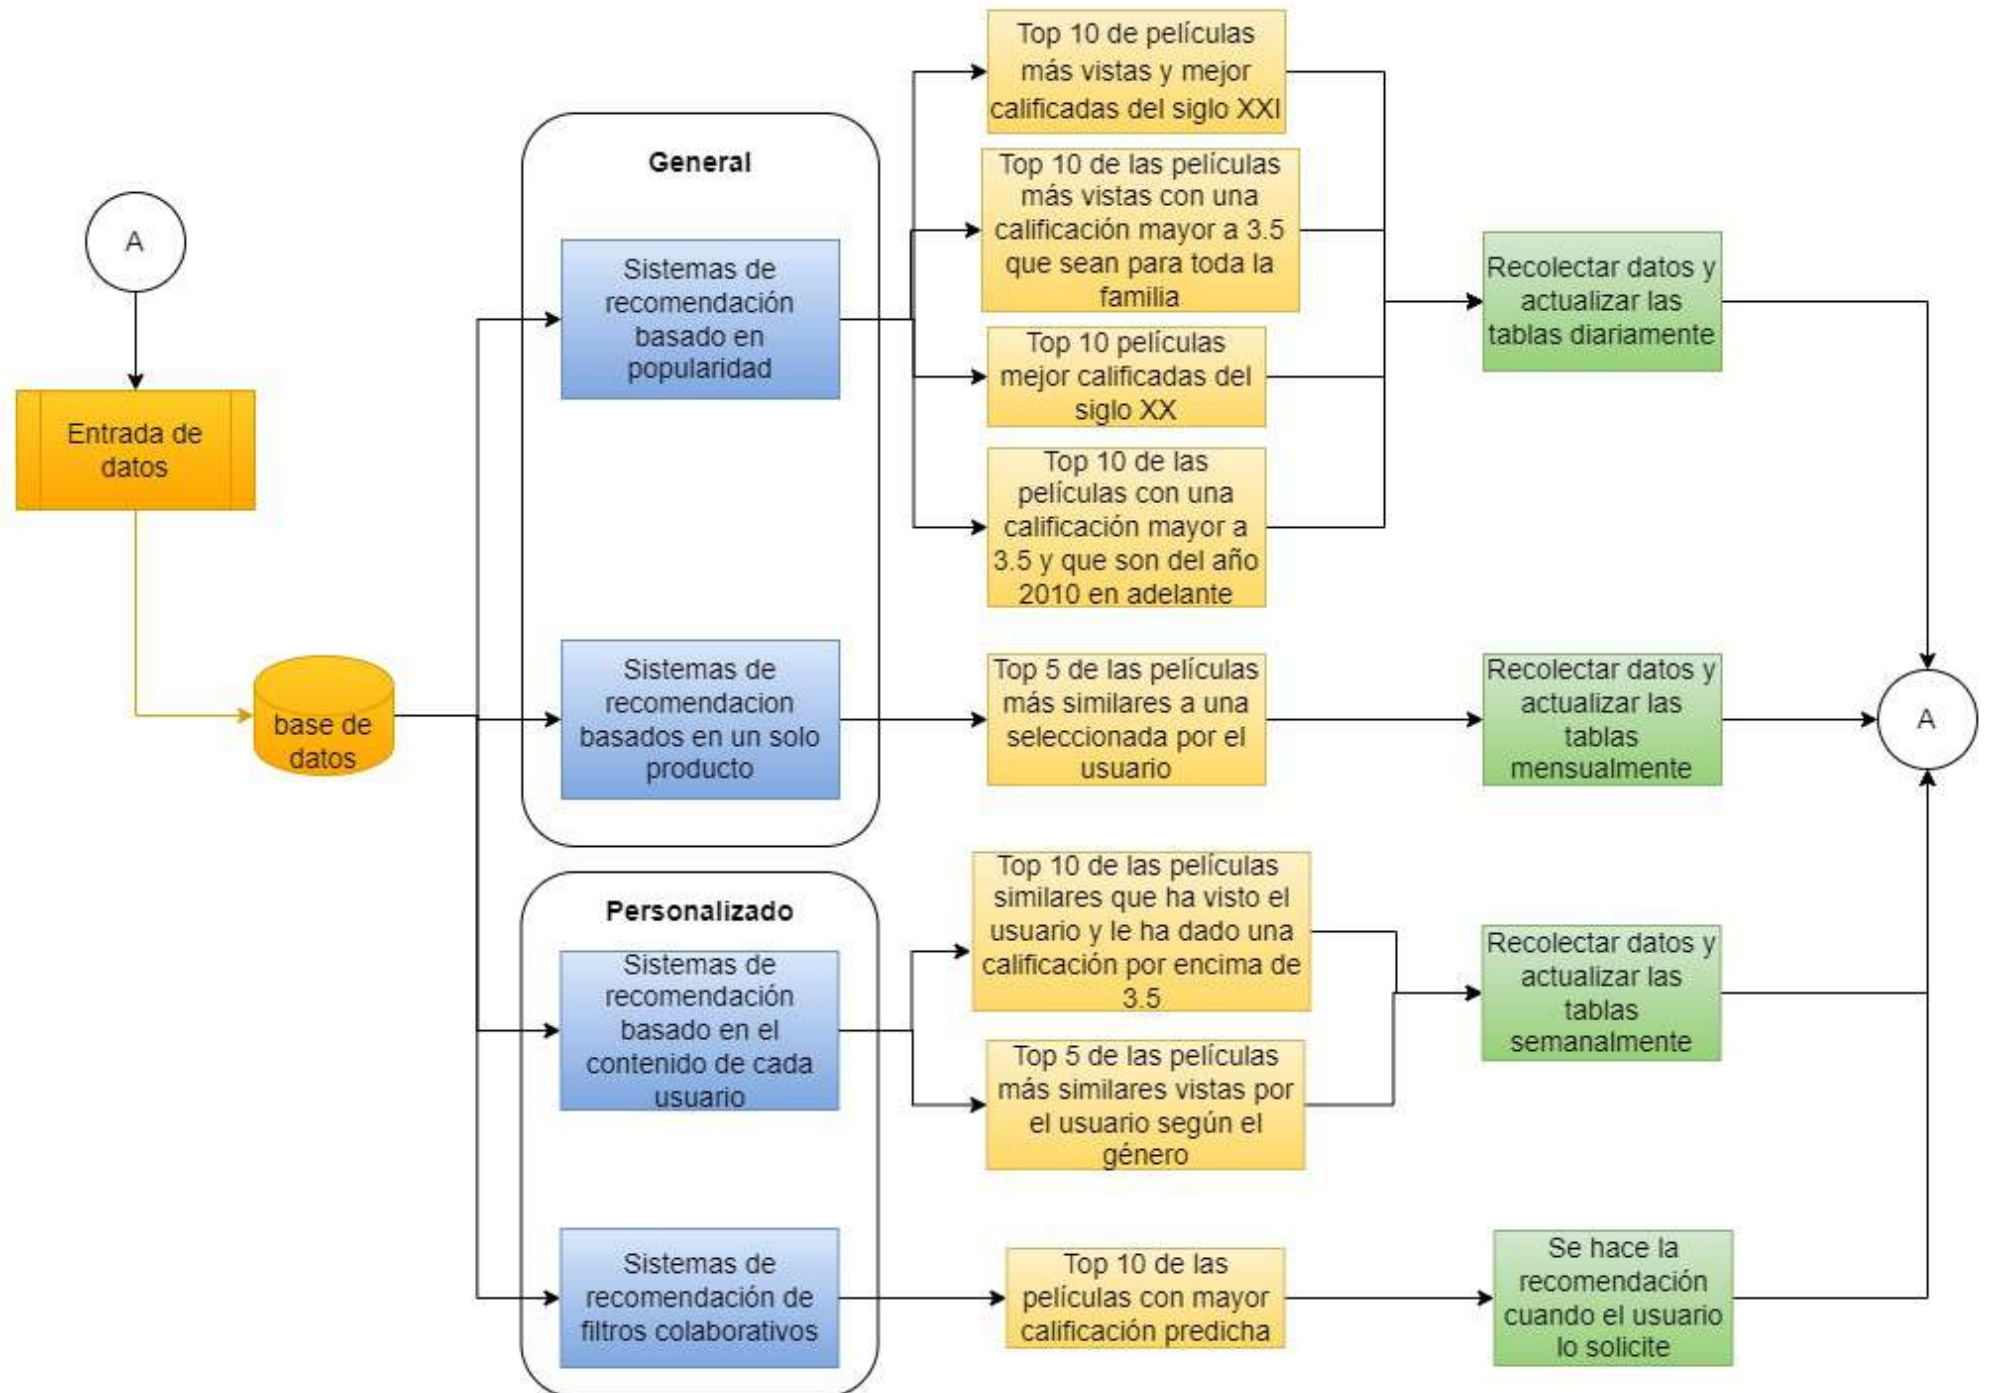 A
Entrada de
datos
base de
datos
General
Sistemas de
recomendación
basado en
popularidad
Sistemas de
recomendacion
basados en un solo
producto
Personalizado
Sistemas de
recomendación
basado en el
contenido de cada
usuario
Sistemas de
recomendación de
filtros colaborativos
Top 10 de películas
más vistas y mejor
calificadas del siglo XXI
Top 10 de las películas
más vistas con una
calificación mayor a 3.5
que sean para toda la
familia
Top 10 películas
mejor calificadas del
siglo XX
Top 10 de las
películas con una
calificación mayor a
3.5 y que son del año
2010 en adelante
Top 5 de las películas
más similares a una
seleccionada por el
usuario
Top 10 de las películas
similares que ha visto el
usuario y le ha dado una
calificación por encima de
3.5
Top 5 de las películas
más similares vistas por
el usuario según el
género
Top 10 de las
películas con mayor
calificación predicha
Recolectar datos y
actualizar las
tablas diariamente
Recolectar datos y
actualizar las
tablas
mensualmente
Recolectar datos y
actualizar las
tablas
semanalmente
Se hace la
recomendación
cuando el usuario
lo solicite
A